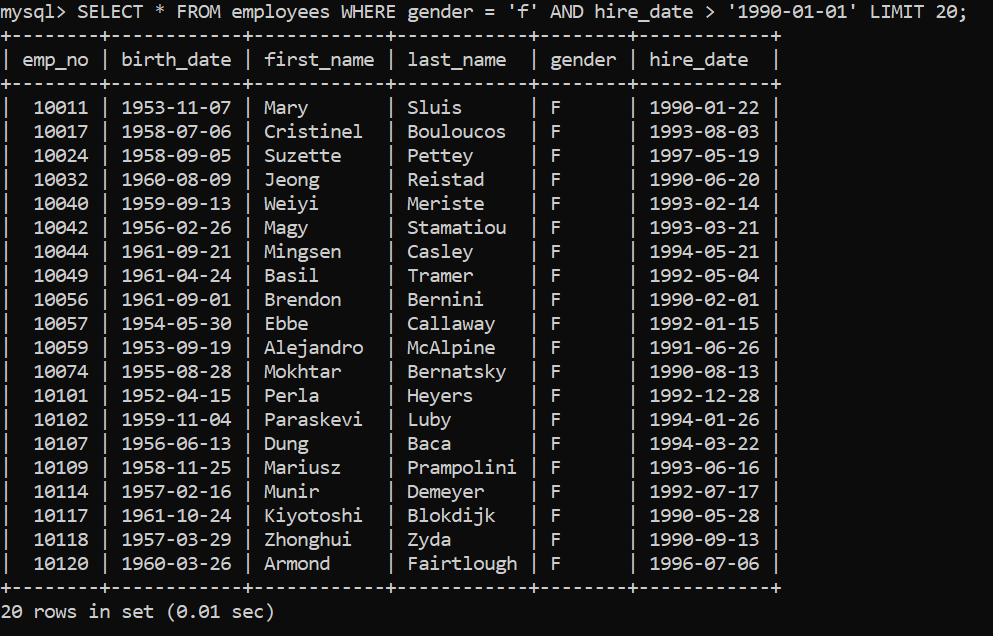 mysql> SELECT * FROM employees WHERE gender = 'f' AND hire_date > '1990-01-01' LIMIT 20;
+--------+------------+------------+------------+--------+------------+
| emp_no | birth_date | first_name | last_name  | gender | hire_date  |
+--------+------------+------------+------------+--------+------------+
|  10011 | 1953-11-07 | Mary       | Sluis      | F      | 1990-01-22 |
|  10017 | 1958-07-06 | Cristinel  | Bouloucos  | F      | 1993-08-03 |
|  10024 | 1958-09-05 | Suzette    | Pettey     | F      | 1997-05-19 |
|  10032 | 1960-08-09 | Jeong      | Reistad    | F      | 1990-06-20 |
|  10040 | 1959-09-13 | Weiyi      | Meriste    | F      | 1993-02-14 |
|  10042 | 1956-02-26 | Magy       | Stamatiou  | F      | 1993-03-21 |
|  10044 | 1961-09-21 | Mingsen    | Casley     | F      | 1994-05-21 |
|  10049 | 1961-04-24 | Basil      | Tramer     | F      | 1992-05-04 |
|  10056 | 1961-09-01 | Brendon    | Bernini    | F      | 1990-02-01 |
|  10057 | 1954-05-30 | Ebbe       | Callaway   | F      | 1992-01-15 |
|  10059 | 1953-09-19 | Alejandro  | McAlpine   | F      | 1991-06-26 |
|  10074 | 1955-08-28 | Mokhtar    | Bernatsky  | F      | 1990-08-13 |
|  10101 | 1952-04-15 | Perla      | Heyers     | F      | 1992-12-28 |
|  10102 | 1959-11-04 | Paraskevi  | Luby       | F      | 1994-01-26 |
|  10107 | 1956-06-13 | Dung       | Baca       | F      | 1994-03-22 |
|  10109 | 1958-11-25 | Mariusz    | Prampolini | F      | 1993-06-16 |
|  10114 | 1957-02-16 | Munir      | Demeyer    | F      | 1992-07-17 |
|  10117 | 1961-10-24 | Kiyotoshi  | Blokdijk   | F      | 1990-05-28 |
|  10118 | 1957-03-29 | Zhonghui   | Zyda       | F      | 1990-09-13 |
|  10120 | 1960-03-26 | Armond     | Fairtlough | F      | 1996-07-06 |
+--------+------------+------------+------------+--------+------------+
20 rows in set (0.01 sec)